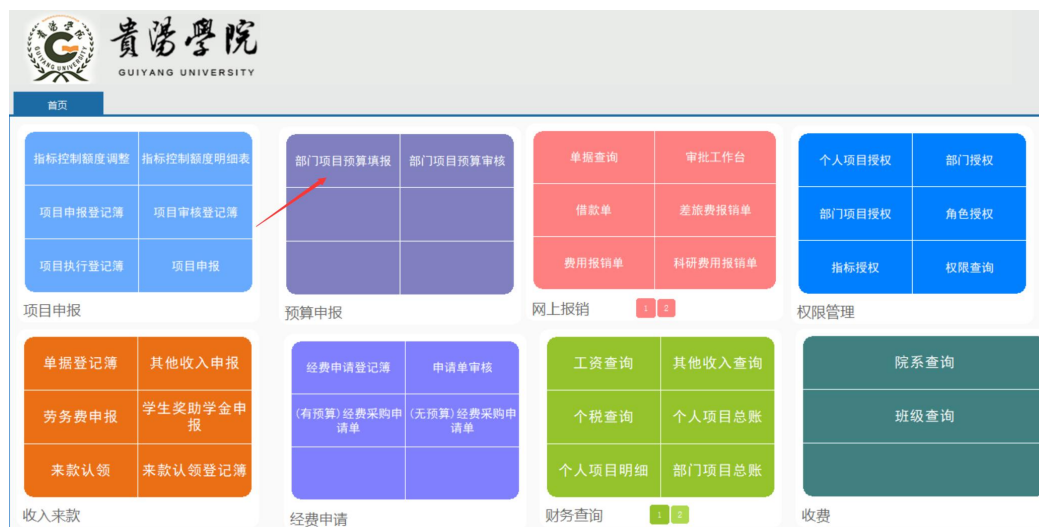 貴陽學院
GUIYANG UNIVERSITY
首页
指标控制额度调整 指标控制额度明细表
项目申报登记簿 项目审核登记簿
项目执行登记簿 项目申报
项目申报
部门项目预算填报 部门项目预算审核
预算申报
单据查询 审批工作台
借款单 差旅费报销单
费用报销单 科研费用报销单
网上报销 1 2
个人项目授权 部门授权
部门项目授权 角色授权
指标授权 权限查询
权限管理
单据登记簿 其他收入申报
劳务费申报 学生奖助学金申
报
来款认领 来款认领登记簿
收入来款
经费申请登记簿 申请单审核
(有预算)经费采购申 (无预算)经费采购申
请单 请单
经费申请
工资查询 其他收入查询
个税查询 个人项目总账
个人项目明细 部门项目总账
财务查询 1 2
院系查询
班级查询
收费